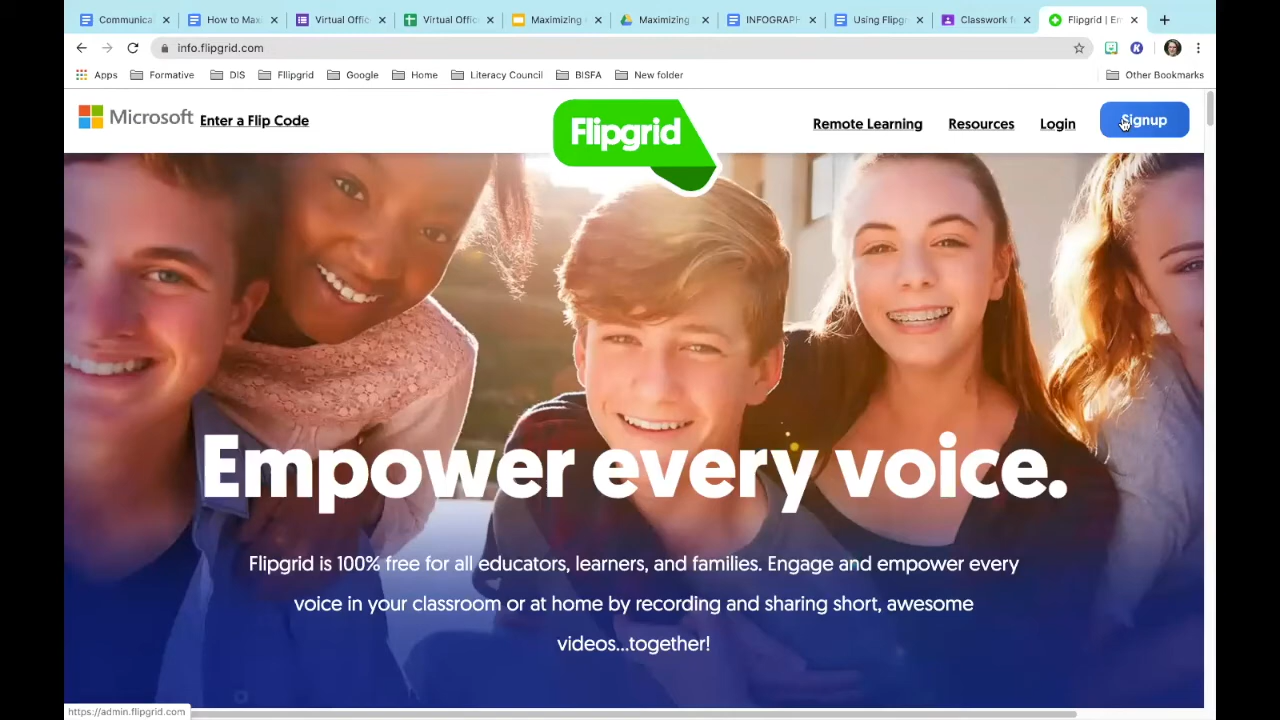 Communica
How to Max
Virtual Offic
Virtual Offic
Maximizing
Maximizing
INFOGRAPH
Using Flipgr
Classwork f
Flipgrid | Em
info.flipgrid.com
Apps
Formative
DIS
Fllipgrid
Google
Home
Literacy Council
BISFA
New folder
Other Bookmarks
Microsoft
Enter a Flip Code
Flipgrid
Remote Learning
Resources
Login
Signup
Empower every voice.
Flipgrid is 100% free for all educators, learners, and families. Engage and empower every
voice in your classroom or at home by recording and sharing short, awesome
videos...together!
https://admin.flipgrid.com